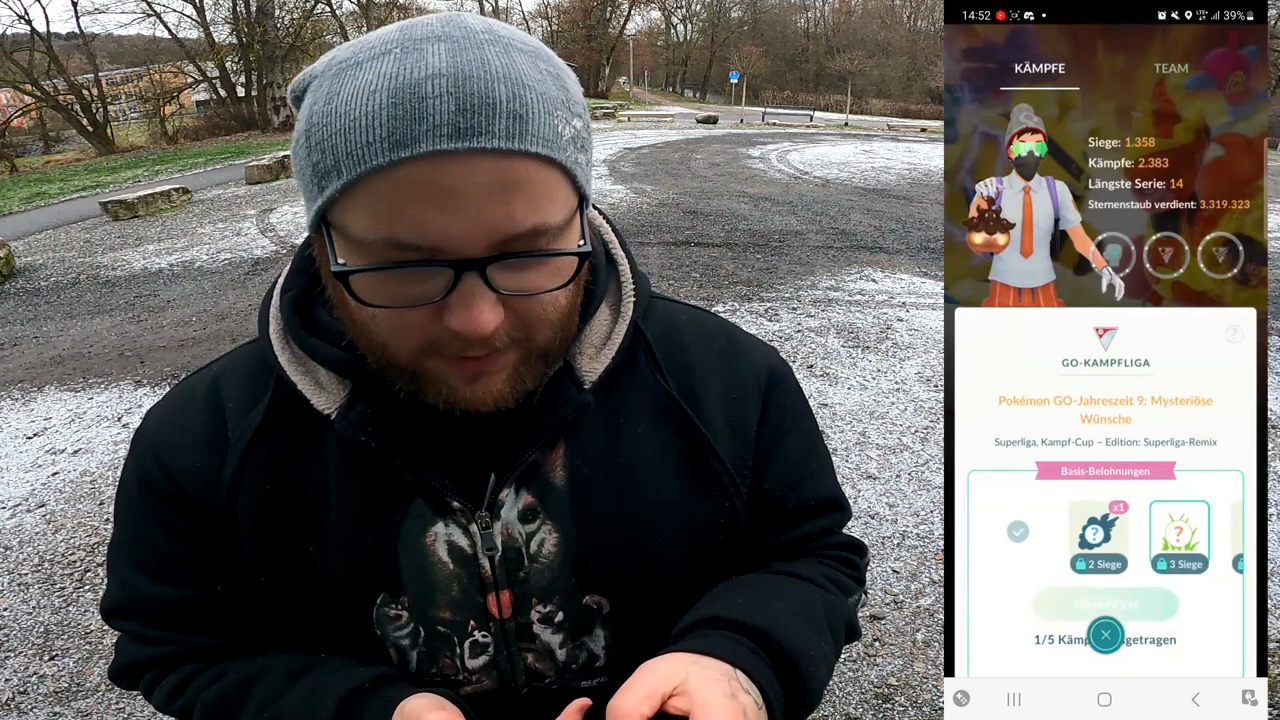 14:52
LTE+
39%
KÄMPFE
TEAM
Siege: 1.358
Kämpfe: 2.383
Längste Serie: 14
Sternenstaub verdient: 3.319.323
?
GO-KAMPFLIGA
Pokémon GO-Jahreszeit 9: Mysteriöse
Wünsche
Superliga, Kampf-Cup – Edition: Superliga-Remix
Basis-Belohnungen
x1
?
?
2 Siege
3 Siege
KÄMPFEN
1/5